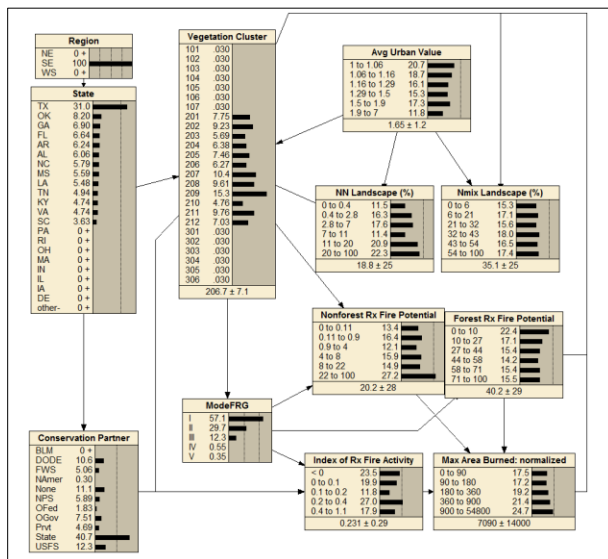 Region
NE 0 +
SE 100
WS 0 +
State
TX 31.0
OK 8.20
GA 6.90
FL 6.64
AR 6.24
AL 6.06
NC 5.79
MS 5.59
LA 5.48
TN 4.94
KY 4.74
VA 4.74
SC 3.63
PA 0 +
RI 0 +
OH 0 +
MA 0 +
IN 0 +
IL 0 +
IA 0 +
DE 0 +
other- 0 +
Vegetation Cluster
101 .030
102 .030
103 .030
104 .030
105 .030
106 .030
107 .030
201 7.75
202 9.23
203 5.69
204 6.38
205 7.46
206 6.27
207 10.4
208 9.61
209 15.3
210 4.76
211 9.76
212 7.03
301 .030
302 .030
303 .030
304 .030
305 .030
306 .030
206.7 ± 7.1
Avg Urban Value
1 to 1.06 20.7
1.06 to 1.16 18.7
1.16 to 1.29 16.1
1.29 to 1.5 15.3
1.5 to 1.9 17.3
1.9 to 7 11.8
1.65 ± 1.2
NN Landscape (%)
0 to 0.4 11.5
0.4 to 2.8 16.3
2.8 to 7 17.6
7 to 11 11.4
11 to 20 20.9
20 to 100 22.3
18.8 ± 25
Nmix Landscape (%)
0 to 6 15.3
6 to 21 17.1
21 to 32 15.6
32 to 43 18.0
43 to 54 16.5
54 to 100 17.4
35.1 ± 25
Nonforest Rx Fire Potential
0 to 0.11 13.4
0.11 to 0.9 16.4
0.9 to 4 12.1
4 to 8 15.9
8 to 22 14.9
22 to 100 27.2
20.2 ± 28
Forest Rx Fire Potential
0 to 10 22.4
10 to 27 17.1
27 to 44 15.4
44 to 58 14.2
58 to 71 15.4
71 to 100 15.5
40.2 ± 29
ModeFRG
I 57.1
II 29.7
III 12.3
IV 0.55
V 0.35
Conservation Partner
BLM 0 +
DODE 10.6
FWS 5.06
NAmer 0.30
None 11.1
NPS 5.89
OFed 1.83
OGov 7.51
Prvt 4.69
State 40.7
USFS 12.3
Index of Rx Fire Activity
< 0 23.5
0 to 0.1 19.9
0.1 to 0.2 11.8
0.2 to 0.4 27.0
0.4 to 1.1 17.9
0.231 ± 0.29
Max Area Burned: normalized
0 to 90 17.5
90 to 180 17.2
180 to 360 19.2
360 to 900 21.4
900 to 54800 24.7
7090 ± 14000